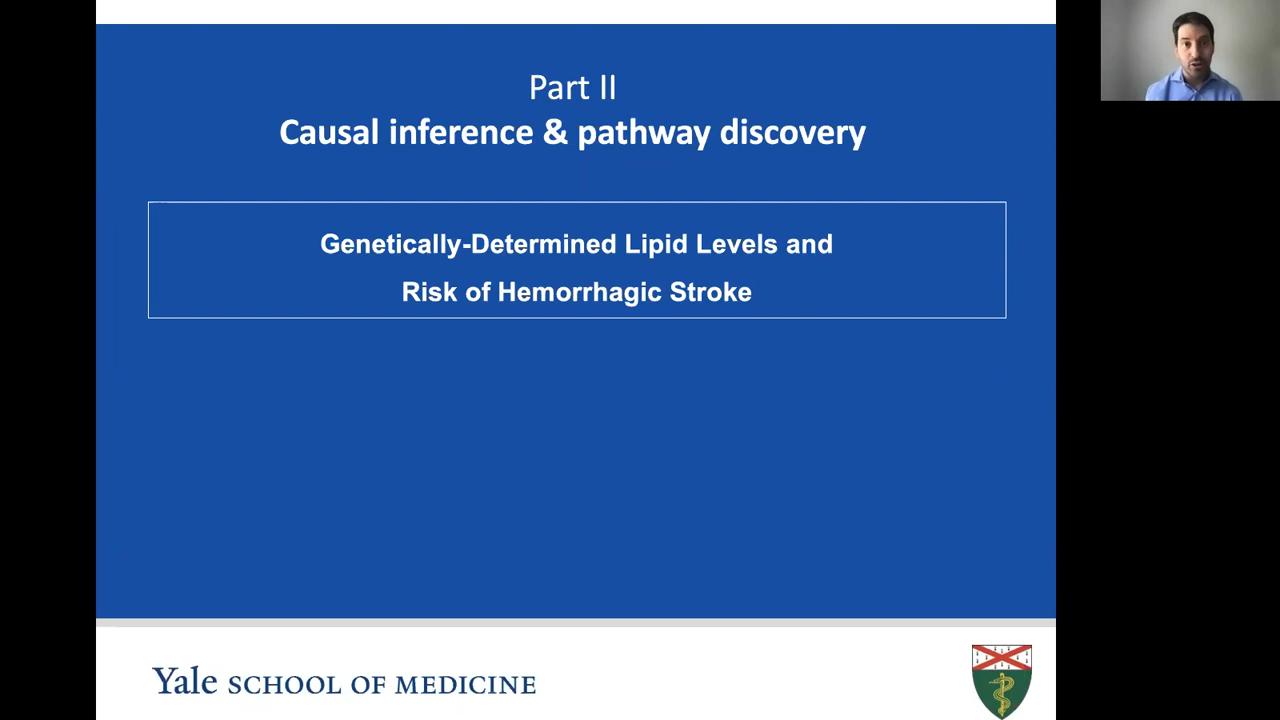 Part II
Causal inference & pathway discovery
Genetically-Determined Lipid Levels and
Risk of Hemorrhagic Stroke
Yale SCHOOL OF MEDICINE